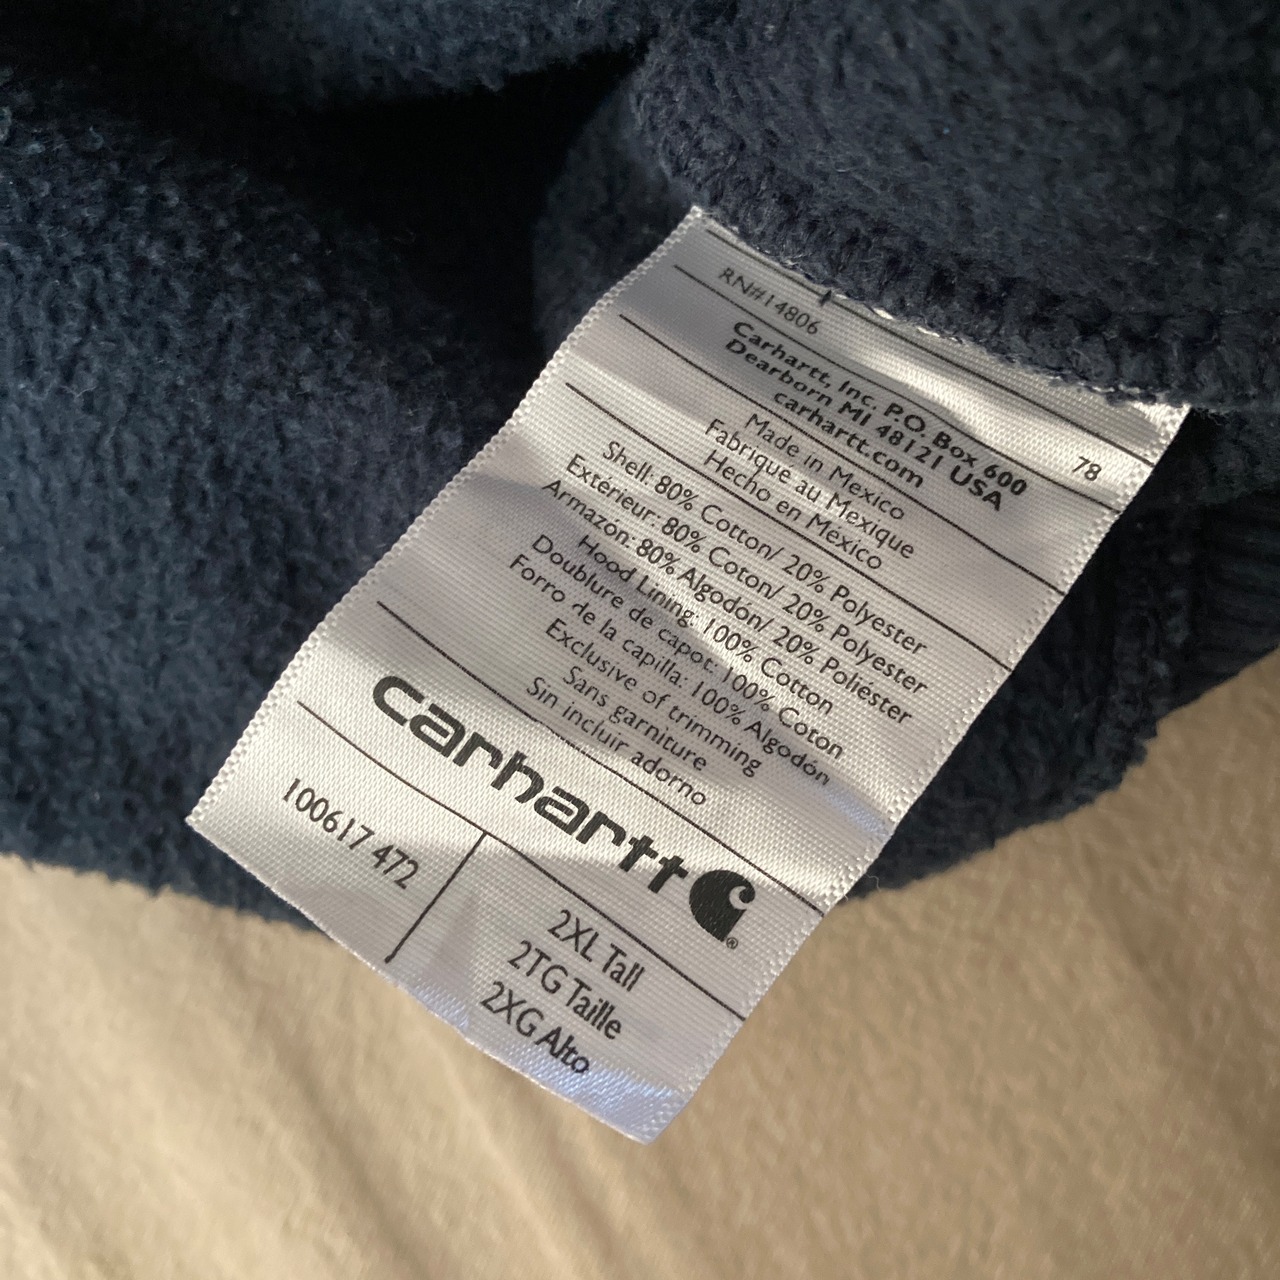 RN#14806
78
Carhartt, Inc. P.O. Box 600
Dearborn MI 48121 USA
carhartt.com
Made in Mexico
Fabriqué au Mexique
Hecho en México
Shell: 80% Cotton/ 20% Polyester
Extérieur: 80% Coton/ 20% Polyester
Armazón: 80% Algodón/ 20% Poliéster
Hood Lining: 100% Cotton
Doublure de capot: 100% Coton
Forro de la capilla: 100% Algodón
Exclusive of trimming
Sans garniture
Sin incluir adorno
carhartt ®
100617 472
2XL Tall
2TG Taille
2XG Alto